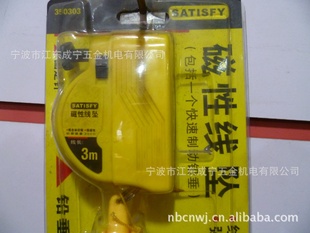 3F0303
SATISFY
宁波市江东成宁五金机电有限公司
SATISFY
磁性线坠
3m
磁性线坠
(包括一个快速制动铅垂)
铅垂
宁波市江东成宁五金机电有限公司
nbcnwj.cn.alibaba.com